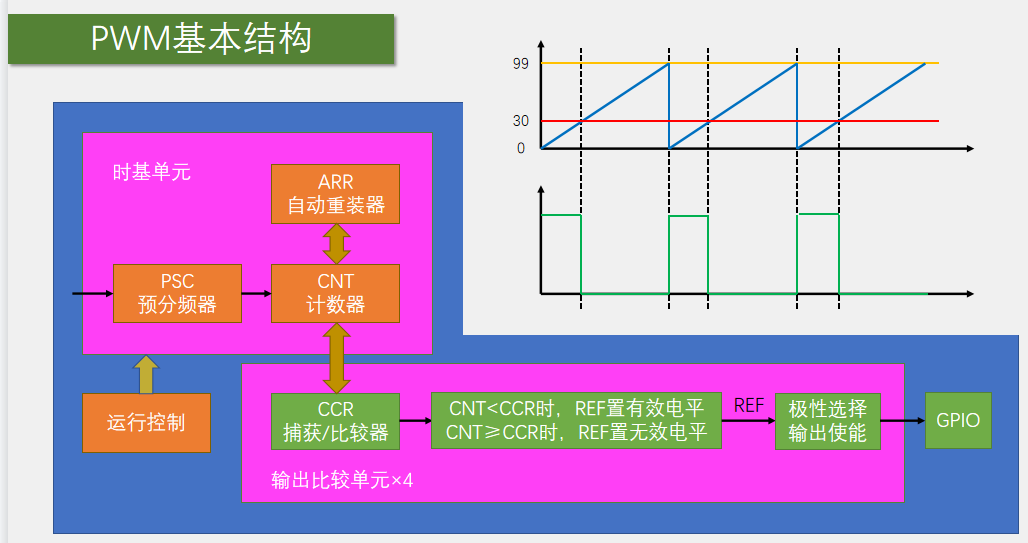 PWM基本结构
99
30
0
时基单元
ARR
自动重装器
PSC
预分频器
CNT
计数器
运行控制
CCR
捕获/比较器
CNT<CCR时，REF置有效电平
CNT≥CCR时，REF置无效电平
REF
极性选择
输出使能
GPIO
输出比较单元×4